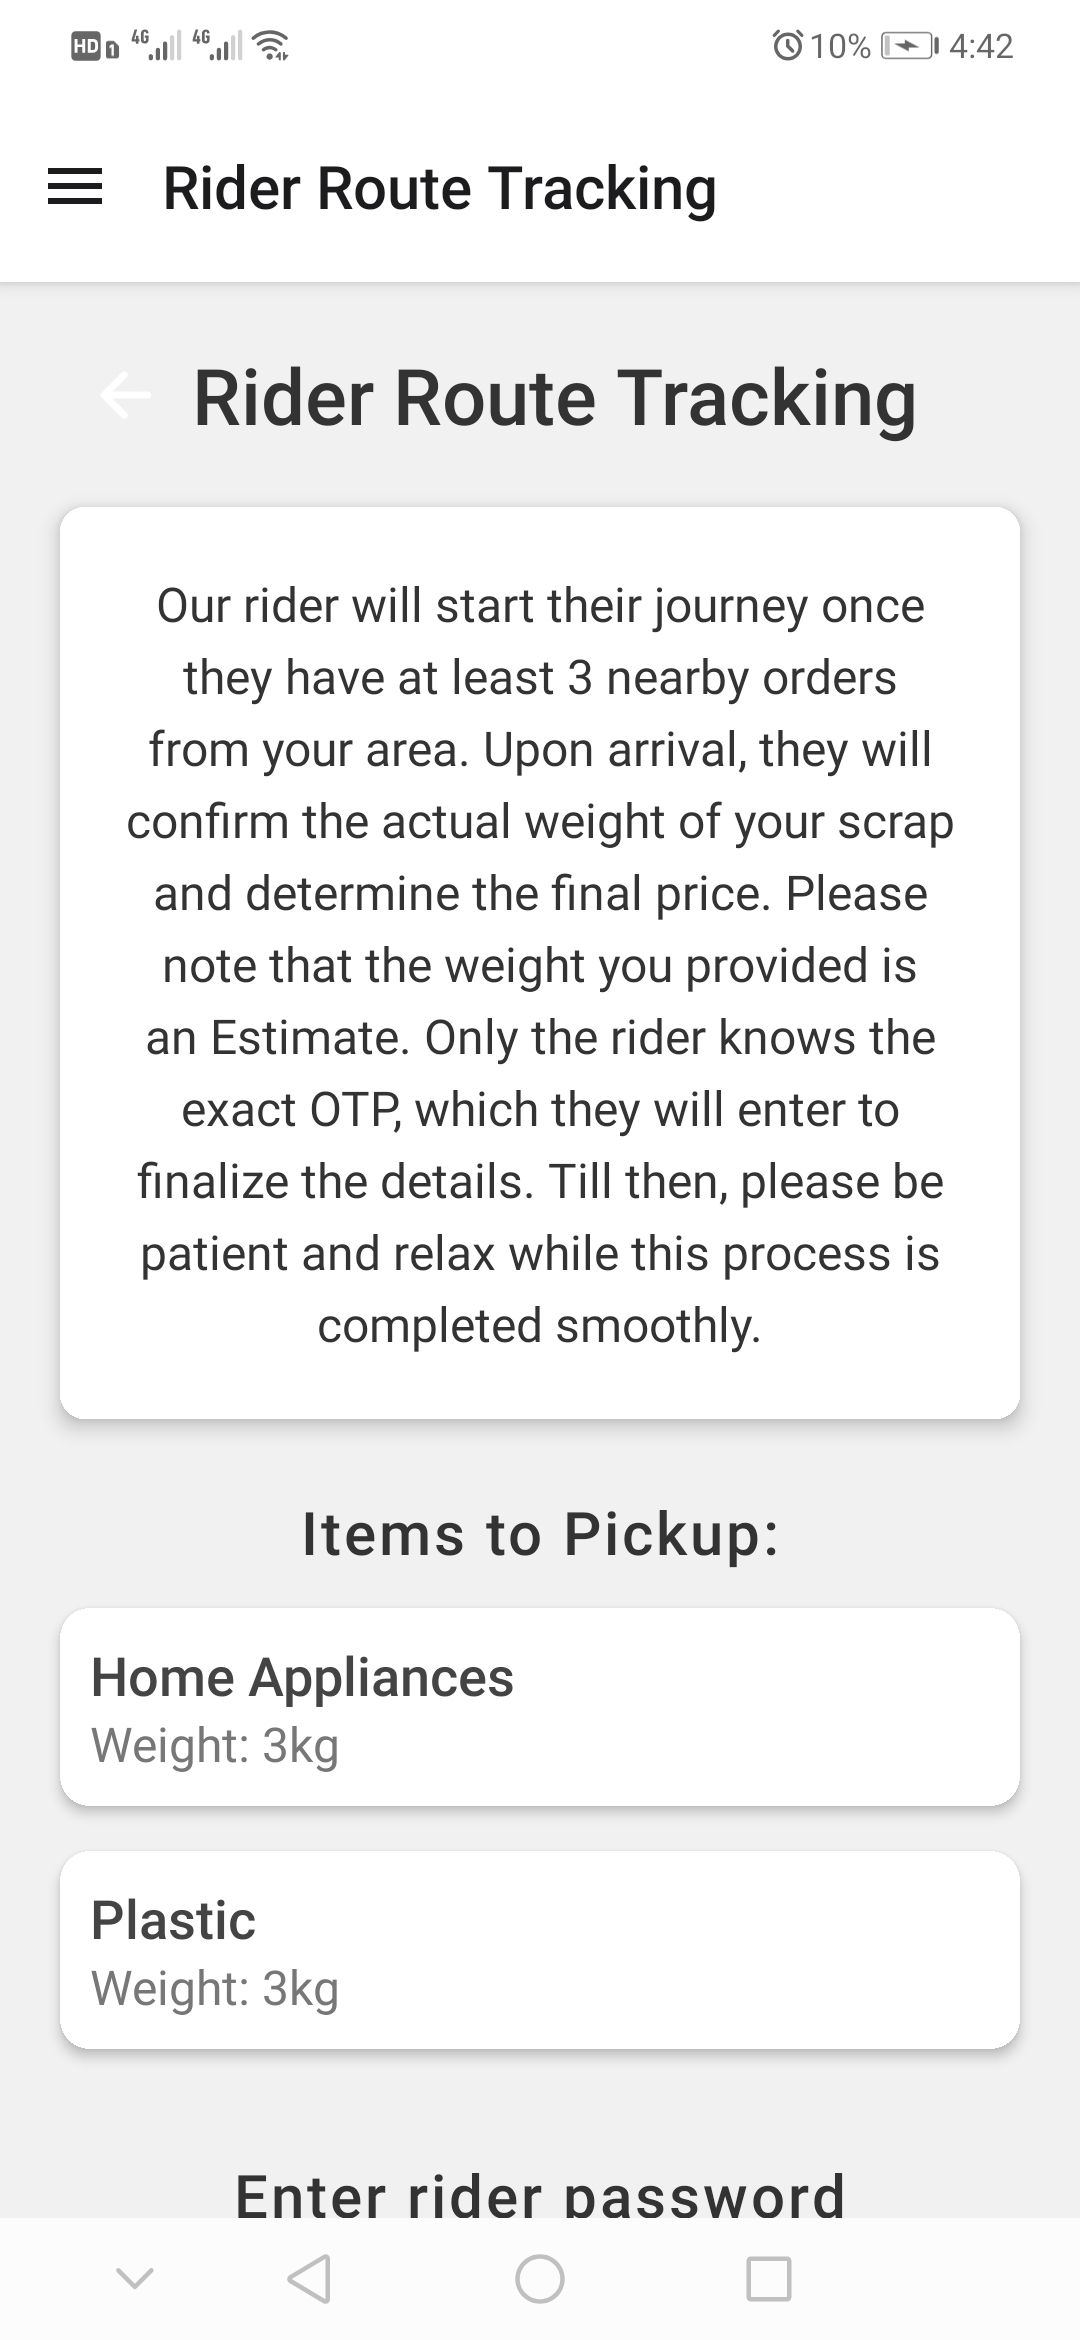 HD 1 4G 4G 10% 4:42
Rider Route Tracking
Rider Route Tracking
Our rider will start their journey once
they have at least 3 nearby orders
from your area. Upon arrival, they will
confirm the actual weight of your scrap
and determine the final price. Please
note that the weight you provided is
an Estimate. Only the rider knows the
exact OTP, which they will enter to
finalize the details. Till then, please be
patient and relax while this process is
completed smoothly.
Items to Pickup:
Home Appliances
Weight: 3kg
Plastic
Weight: 3kg
Enter rider password